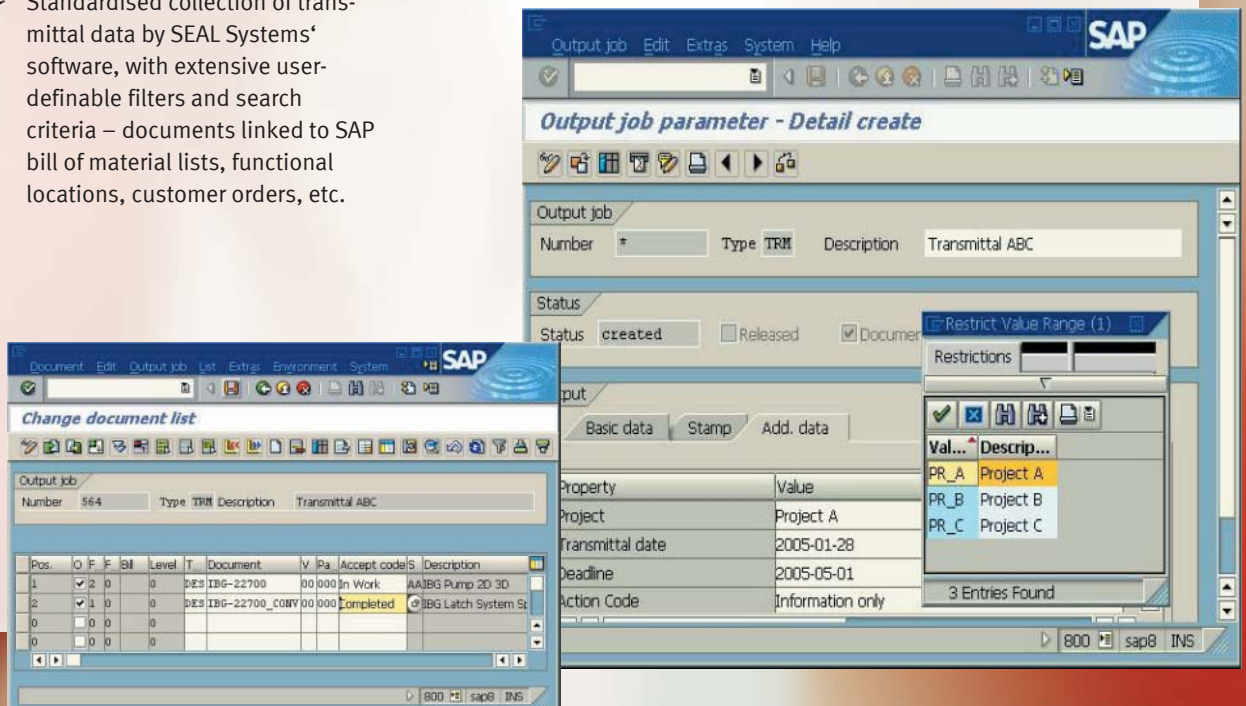 Standardised collection of trans-
mittal data by SEAL Systems‘
software, with extensive user-
definable filters and search
criteria – documents linked to SAP
bill of material lists, functional
locations, customer orders, etc.
SAP
Output job Edit Extras System Help
Output job parameter - Detail create
Output job
Number * Type TRM Description Transmittal ABC
Status
Status created Released Documen
put
Basic data Stamp Add. data
Property Value
Project Project A
Transmittal date 2005-01-28
Deadline 2005-05-01
Action Code Information only
800 sap8 INS
Restrict Value Range (1)
Restrictions
Val... Descrip...
PR_A Project A
PR_B Project B
PR_C Project C
3 Entries Found
SAP
Document Edit Output job List Extras Environment System
Change document list
Output job
Number 564 Type TRM Description Transmittal ABC
Pos. O F F Bil Level T. Document V Pa Accept code S Description
1 2 0 0 DES IBG-22700 00 000 In Work AA IBG Pump 2D 3D
2 1 0 0 DES IBG-22700_CONV 00 000 Completed IBG Latch System Sp
0 0 0 0
0 0 0 0
800 sap8 INS